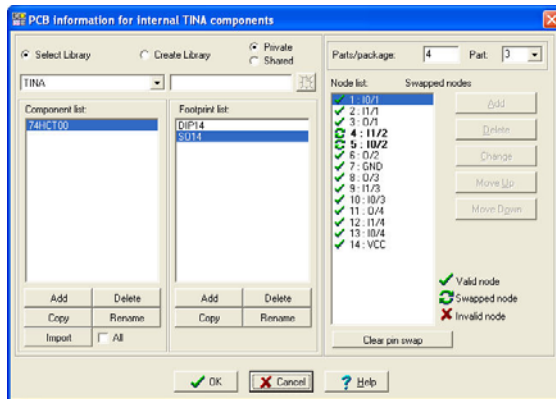 PCB information for internal TINA components
Select Library
Create Library
Private
Shared
TINA
Component list:
74HCT00
Footprint list:
DIP14
SO14
Add
Delete
Copy
Rename
Import
All
Add
Delete
Copy
Rename
Parts/package:
4
Part:
3
Node list:
Swapped nodes
1 : I0/1
2 : I1/1
3 : O/1
4 : I1/2
5 : I0/2
6 : O/2
7 : GND
8 : O/3
9 : I1/3
10 : I0/3
11 : O/4
12 : I1/4
13 : I0/4
14 : VCC
Add
Delete
Change
Move Up
Move Down
Valid node
Swapped node
Invalid node
Clear pin swap
OK
Cancel
? Help